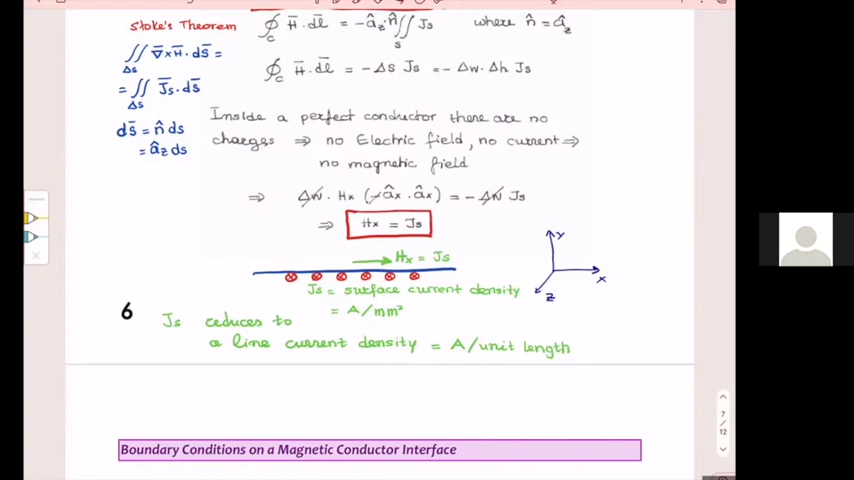 Stoke's Theorem
∮c H̄·dl̄ = -âz·n̂ ∬s Js where n̂ = âz
∬Δs ∇̄×H̄·ds̄ =
∮c H̄·dl̄ = -Δs Js = -Δw·Δh Js
= ∬Δs J̄s·ds̄
Inside a perfect conductor there are no
ds̄ = n̂ds
charges ⇒ no Electric field, no current ⇒
= âz ds
no magnetic field
⇒ Δw · Hx (-âx · âx) = -Δw Js
⇒ Hx = Js
Hx = Js
Y
X
Z
Js = surface current density
= A/mm²
6
Js reduces to
a line current density = A/unit length
7
/
12
Boundary Conditions on a Magnetic Conductor Interface